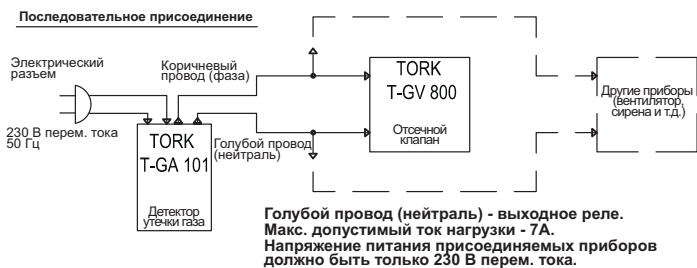 Последовательное присоединение
Электрический
разъем
Коричневый
провод (фаза)
TORK
T-GV 800
Отсечной
клапан
Другие приборы
(вентилятор,
сирена и т.д.)
230 В перем. тока
50 Гц
TORK
T-GA 101
Детектор
утечки газа
Голубой провод
(нейтраль)
Голубой провод (нейтраль) - выходное реле.
Макс. допустимый ток нагрузки - 7А.
Напряжение питания присоединяемых приборов
должно быть только 230 В перем. тока.